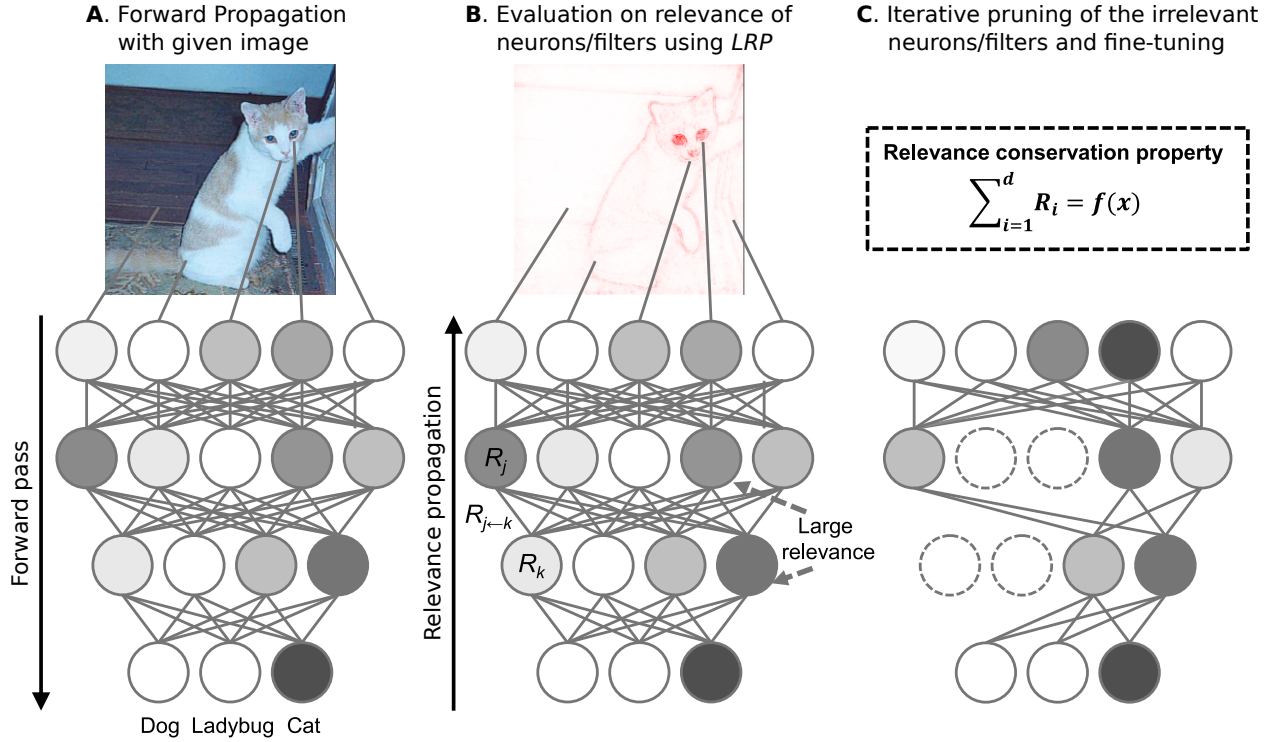 A. Forward Propagation
with given image
B. Evaluation on relevance of
neurons/filters using LRP
C. Iterative pruning of the irrelevant
neurons/filters and fine-tuning
Relevance conservation property
∑_{i=1}^{d} R_i = f(x)
Forward pass
Relevance propagation
R_j
R_{j←k}
R_k
Large
relevance
Dog Ladybug Cat